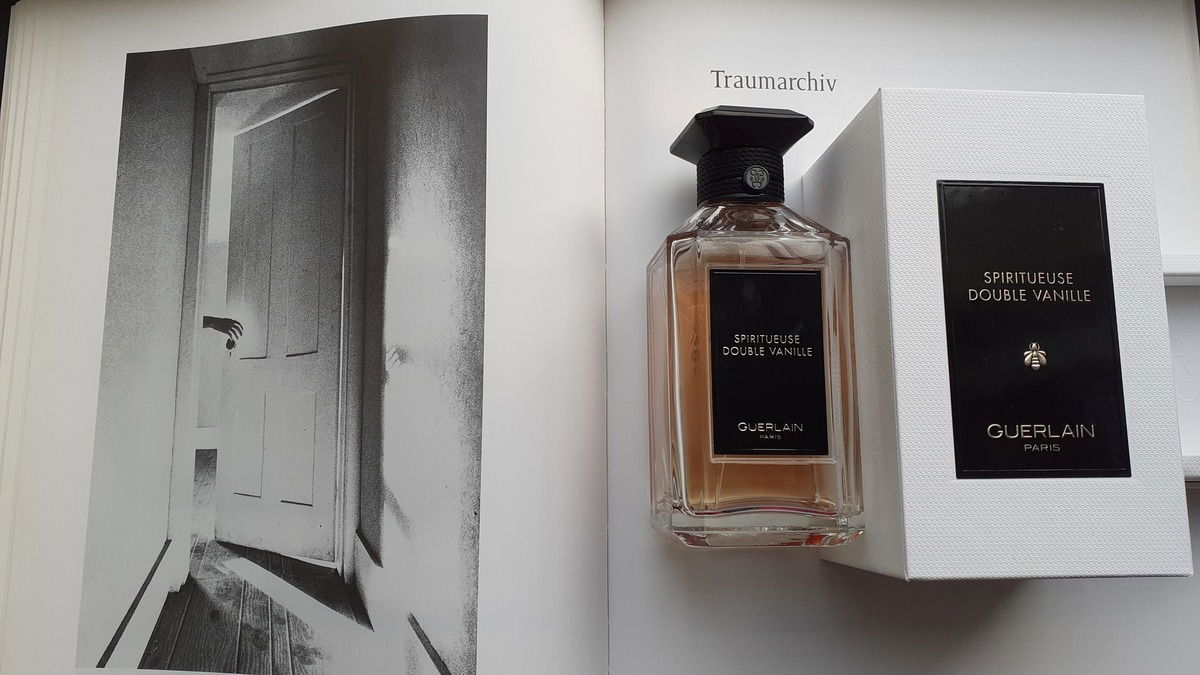 Traumarchiv
SPIRITUEUSE
DOUBLE VANILLE
GUERLAIN
PARIS
SPIRITUEUSE
DOUBLE VANILLE
GUERLAIN
PARIS